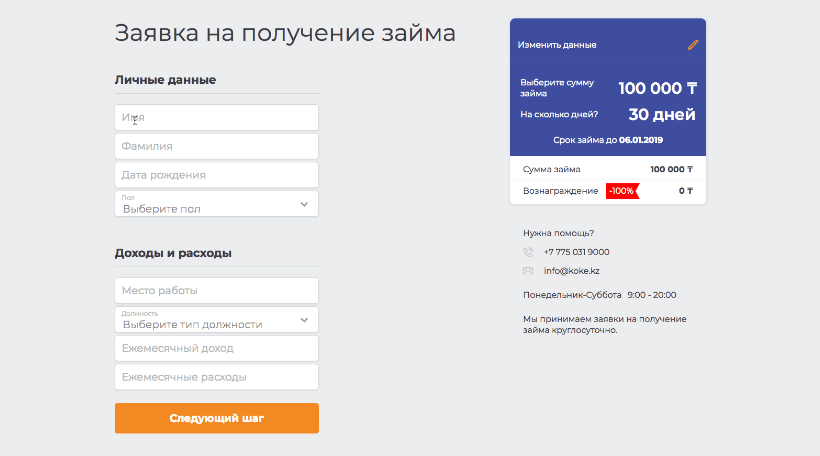 Заявка на получение займа
Личные данные
Имя
Фамилия
Дата рождения
Пол
Выберите пол
Доходы и расходы
Место работы
Должность
Выберите тип должности
Ежемесячный доход
Ежемесячные расходы
Следующий шаг
Изменить данные
Выберите сумму
займа
100 000 ₸
На сколько дней?
30 дней
Срок займа до 06.01.2019
Сумма займа
100 000 ₸
Вознаграждение
-100%
0 ₸
Нужна помощь?
+7 775 031 9000
info@koke.kz
Понедельник-Суббота 9:00 - 20:00
Мы принимаем заявки на получение
займа круглосуточно.